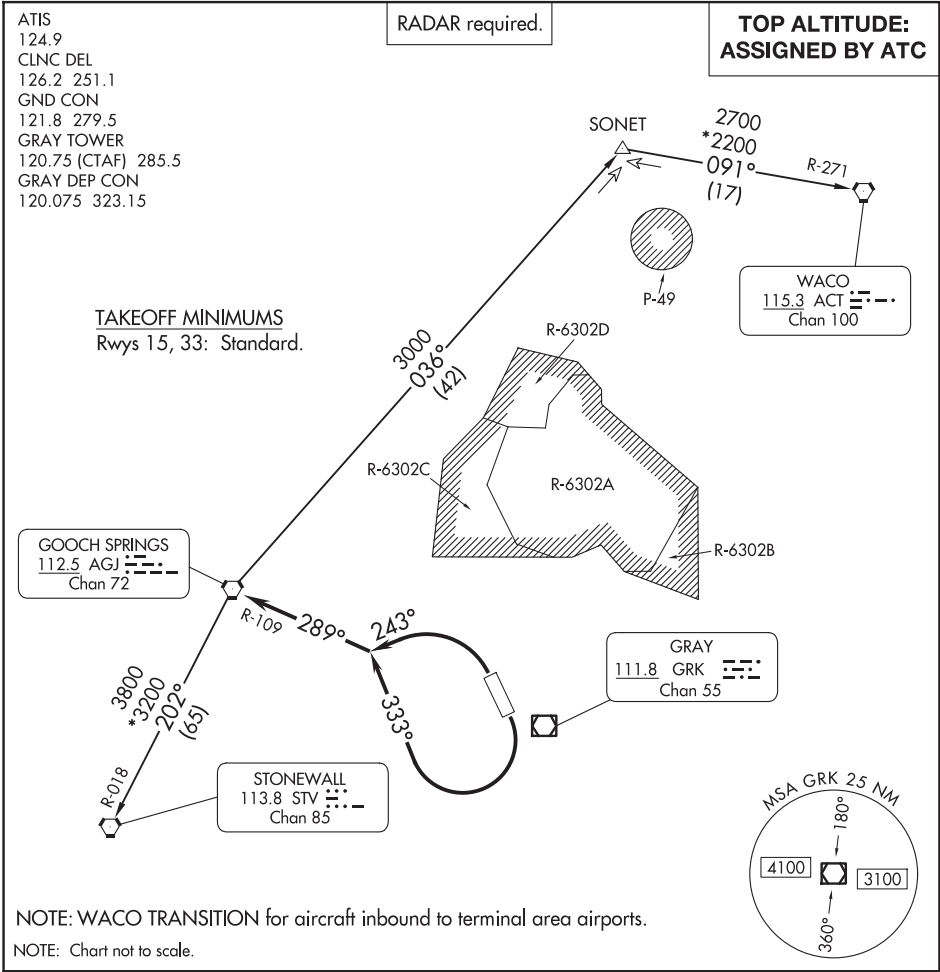 ATIS
124.9
CLNC DEL
126.2 251.1
GND CON
121.8 279.5
GRAY TOWER
120.75 (CTAF) 285.5
GRAY DEP CON
120.075 323.15
RADAR required.
TOP ALTITUDE:
ASSIGNED BY ATC
SONET
2700
*2200
091°
(17)
R-271
P-49
WACO
115.3 ACT
Chan 100
TAKEOFF MINIMUMS
Rwys 15, 33: Standard.
3000
036°
(42)
R-6302D
R-6302C
R-6302A
R-6302B
GOOCH SPRINGS
112.5 AGJ
Chan 72
R-109
289°
243°
333°
GRAY
111.8 GRK
Chan 55
3800
*3200
202°
(65)
R-018
STONEWALL
113.8 STV
Chan 85
MSA GRK 25 NM
180°
4100
3100
360°
NOTE: WACO TRANSITION for aircraft inbound to terminal area airports.
NOTE: Chart not to scale.